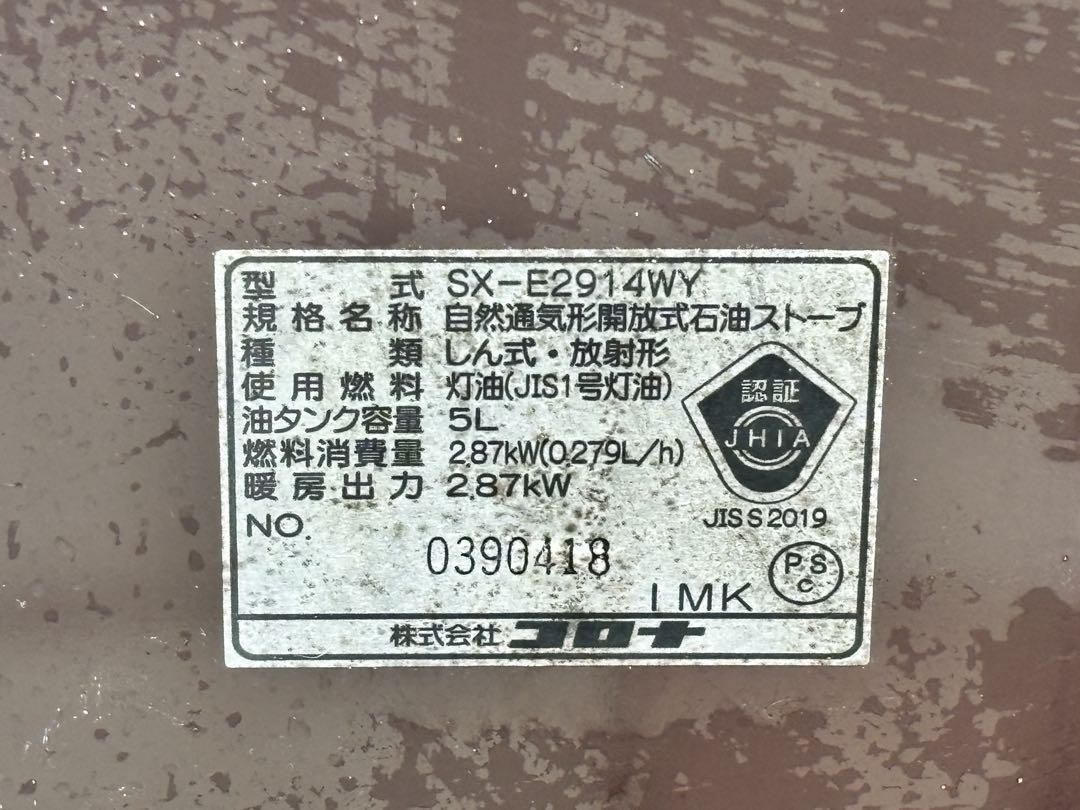 型式 SX-E2914WY
規格名称 自然通気形開放式石油ストーブ
種類 しん式・放射形
使用燃料 灯油(JIS1号灯油)
油タンク容量 5L
燃料消費量 2.87kW(0.279L/h)
暖房出力 2.87kW
認証
JHIA
JIS S 2019
NO.
0390418
PS
C
IMK
株式会社 コロナ